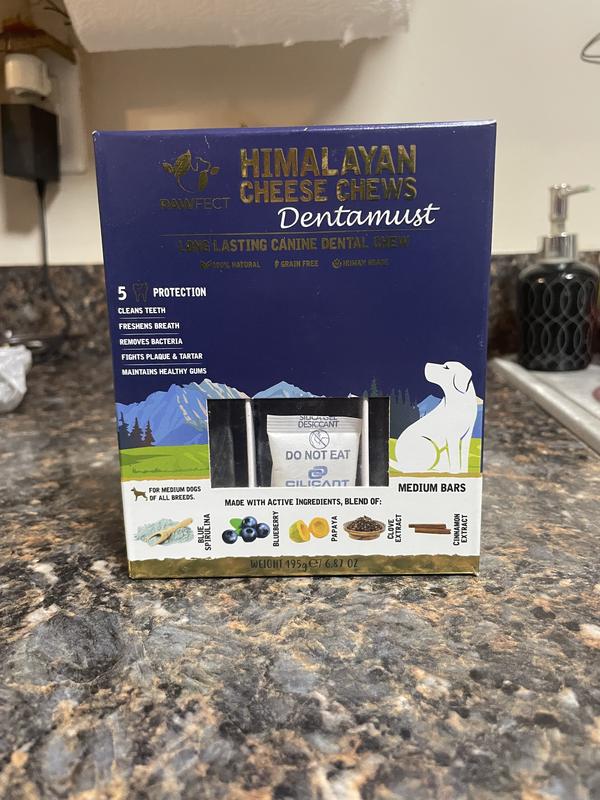 HIMALAYAN
CHEESE CHEWS
PAWFECT
Dentamust
LONG LASTING CANINE DENTAL CHEW
100% NATURAL GRAIN FREE HUMAN GRADE
5 PROTECTION
CLEANS TEETH
FRESHENS BREATH
REMOVES BACTERIA
FIGHTS PLAQUE & TARTAR
MAINTAINS HEALTHY GUMS
SILICA GEL
DESICCANT
DO NOT EAT
CILICANT
FOR MEDIUM DOGS
OF ALL BREEDS.
MEDIUM BARS
MADE WITH ACTIVE INGREDIENTS, BLEND OF:
BLUE
SPIRULINA
BLUEBERRY
PAPAYA
CLOVE
EXTRACT
CINNAMON
EXTRACT
WEIGHT 195g e / 6.87 OZ